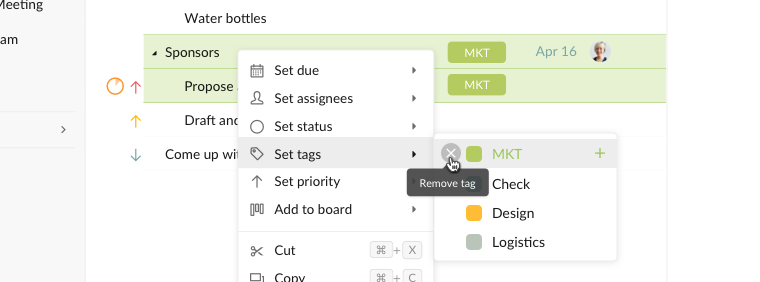 Meeting
am
Water bottles
Sponsors
MKT
Apr 16
Propose
MKT
Draft and
Come up wit
Set due
Set assignees
Set status
Set tags
Set priority
Add to board
Cut
⌘ + X
Copy
⌘ + C
MKT
Remove tag
Check
Design
Logistics